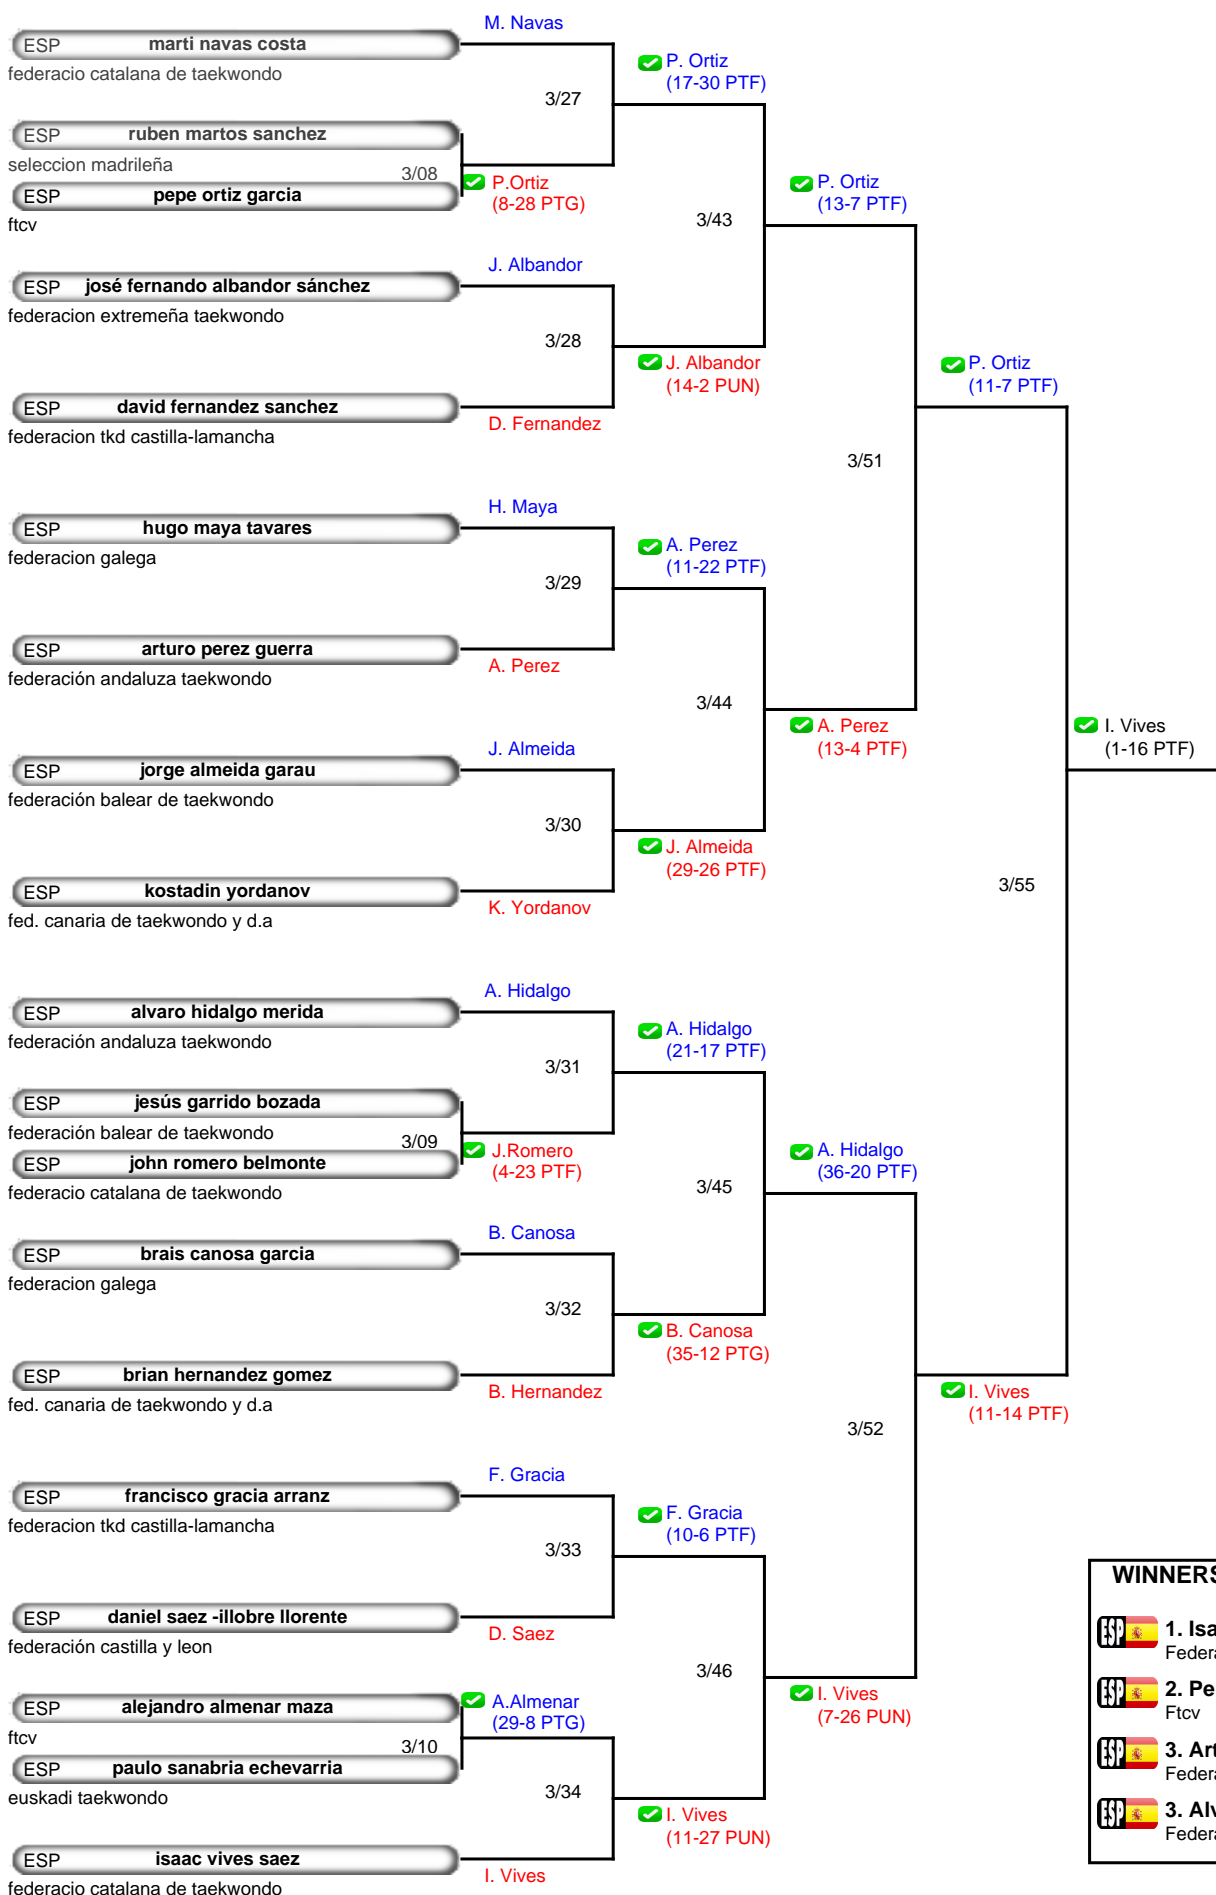 M. Navas
ESP marti navas costa
federacio catalana de taekwondo
P. Ortiz
(17-30 PTF)
3/27
ESP ruben martos sanchez
seleccion madrileña
3/08
ESP pepe ortiz garcia
P.Ortiz
(8-28 PTG)
ftcv
P. Ortiz
(13-7 PTF)
3/43
J. Albandor
ESP josé fernando albandor sánchez
federacion extremeña taekwondo
3/28
J. Albandor
(14-2 PUN)
P. Ortiz
(11-7 PTF)
ESP david fernandez sanchez
D. Fernandez
federacion tkd castilla-lamancha
3/51
H. Maya
ESP hugo maya tavares
federacion galega
A. Perez
(11-22 PTF)
3/29
ESP arturo perez guerra
A. Perez
federación andaluza taekwondo
3/44
A. Perez
(13-4 PTF)
I. Vives
(1-16 PTF)
J. Almeida
ESP jorge almeida garau
federación balear de taekwondo
3/30
J. Almeida
(29-26 PTF)
3/55
ESP kostadin yordanov
K. Yordanov
fed. canaria de taekwondo y d.a
A. Hidalgo
ESP alvaro hidalgo merida
federación andaluza taekwondo
A. Hidalgo
(21-17 PTF)
3/31
ESP jesús garrido bozada
federación balear de taekwondo
3/09
ESP john romero belmonte
J.Romero
(4-23 PTF)
federacio catalana de taekwondo
A. Hidalgo
(36-20 PTF)
3/45
B. Canosa
ESP brais canosa garcia
federacion galega
3/32
B. Canosa
(35-12 PTG)
ESP brian hernandez gomez
B. Hernandez
fed. canaria de taekwondo y d.a
I. Vives
(11-14 PTF)
3/52
F. Gracia
ESP francisco gracia arranz
federacion tkd castilla-lamancha
F. Gracia
(10-6 PTF)
3/33
ESP daniel saez -illobre llorente
D. Saez
federación castilla y leon
3/46
I. Vives
(7-26 PUN)
ESP alejandro almenar maza
A.Almenar
(29-8 PTG)
ftcv
3/10
ESP paulo sanabria echevarria
euskadi taekwondo
3/34
I. Vives
(11-27 PUN)
ESP isaac vives saez
I. Vives
federacio catalana de taekwondo
WINNERS
ESP 1. Isa
Federa
ESP 2. Pe
Ftcv
ESP 3. Art
Federa
ESP 3. Alv
Federa